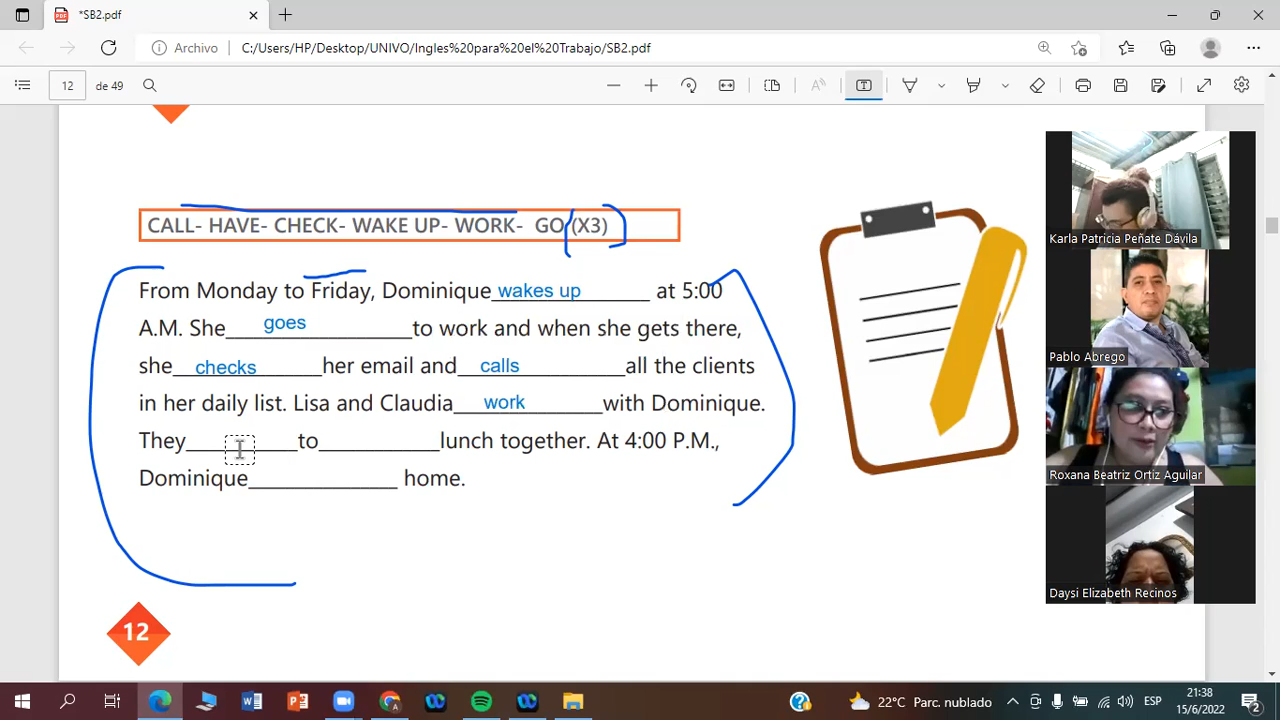 *SB2.pdf
Archivo C:/Users/HP/Desktop/UNIVO/Ingles%20para%20el%20Trabajo/SB2.pdf
12 de 49
CALL- HAVE- CHECK- WAKE UP- WORK- GO (X3)
From Monday to Friday, Dominique wakes up at 5:00
A.M. She goes to work and when she gets there,
she checks her email and calls all the clients
in her daily list. Lisa and Claudia work with Dominique.
They__________to__________lunch together. At 4:00 P.M.,
Dominique____________ home.
12
Karla Patricia Peñate Dávila
Pablo Abrego
Roxana Beatriz Ortiz Aguilar
Daysi Elizabeth Recinos
22°C Parc. nublado
ESP
21:38
15/6/2022
2